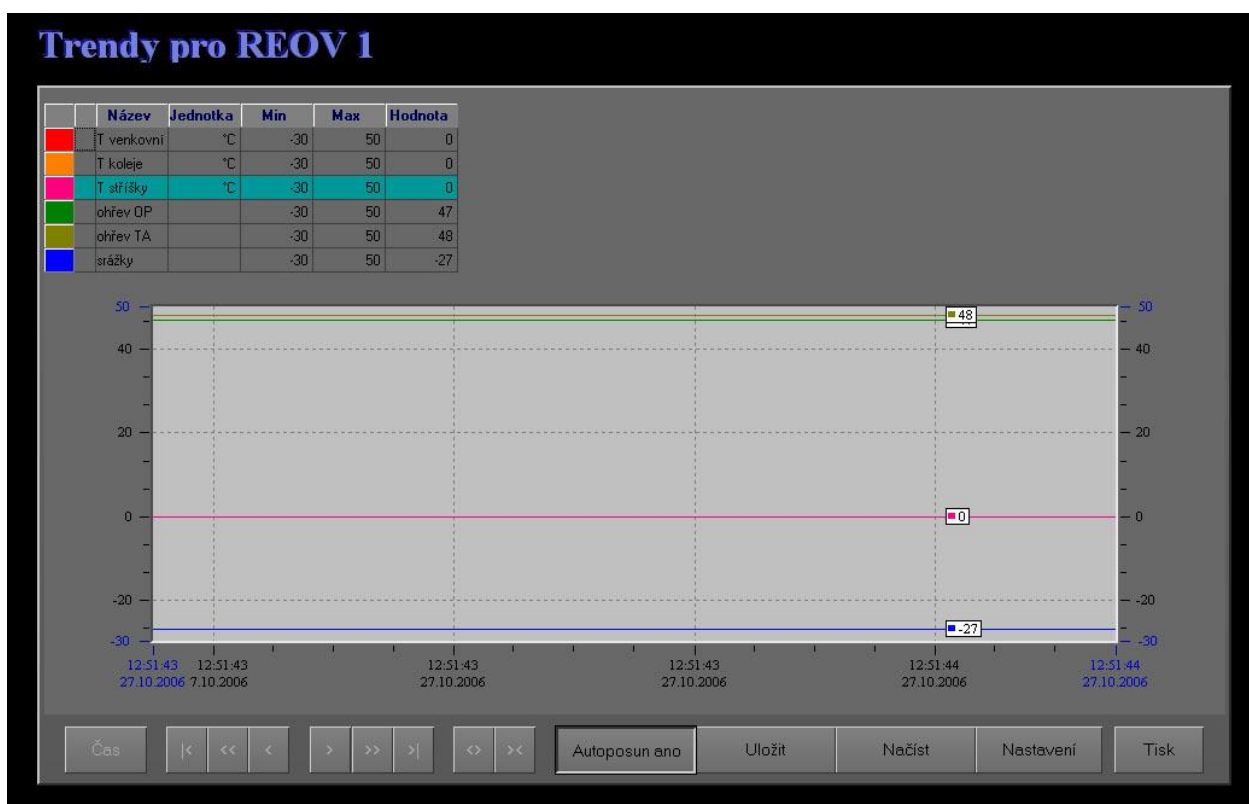 Trendy pro REOV 1
Název Jednotka Min Max Hodnota
T venkovní °C -30 50 0
T koleje °C -30 50 0
T stříšky °C -30 50 0
ohřev OP -30 50 47
ohřev TA -30 50 48
srážky -30 50 -27
50 50
48
40 40
20 20
0 0 0
-20 -20
-27
-30 -30
12:51:43 12:51:43 12:51:43 12:51:43 12:51:44 12:51:44
27.10.2006 7.10.2006 27.10.2006 27.10.2006 27.10.2006 27.10.2006
Čas |< << < > >> >| <> >< Autoposun ano Uložit Načíst Nastavení Tisk